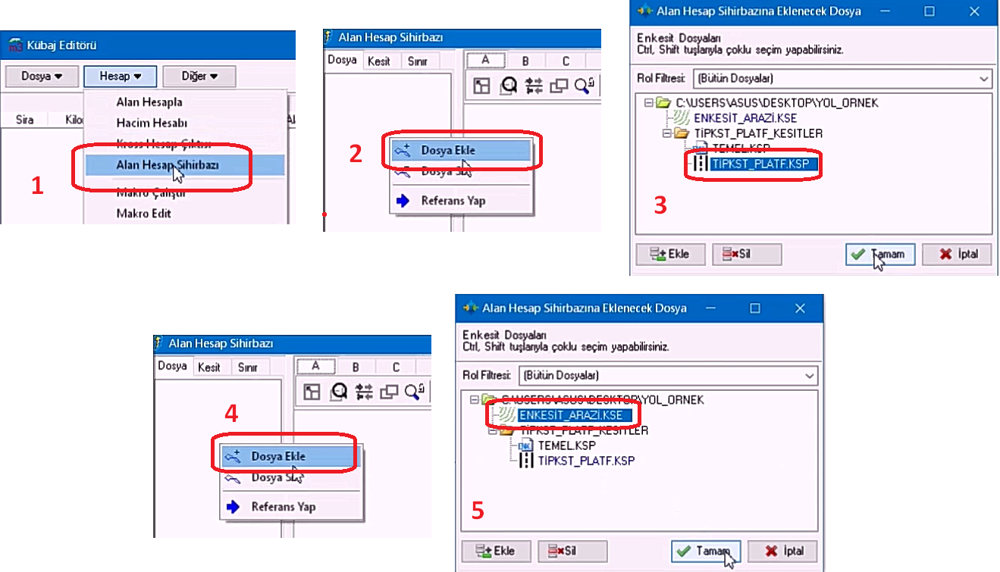 Kübaj Editörü
Dosya Hesap Diğer
Alan Hesapla
Sıra Kilo
Hacim Hesabı
Kross Hesap Çıktısı
Alan Hesap Sihirbazı
Makro Çalıştır
Makro Edit
1
Alan Hesap Sihirbazı
Dosya Kesit Sınır A B C
Dosya Ekle
Dosya Sil
Referans Yap
2
Alan Hesap Sihirbazına Eklenecek Dosya
Enkesit Dosyaları
Ctrl, Shift tuşlarıyla çoklu seçim yapabilirsiniz.
Rol Filtresi: (Bütün Dosyalar)
C:\USERS\ASUS\DESKTOP\YOL_ORNEK
ENKESİT_ARAZİ.KSE
TİPKST_PLATF_KESITLER
TEMEL.KSP
TİPKST_PLATF.KSP
3
Ekle Sil Tamam İptal
Alan Hesap Sihirbazı
Dosya Kesit Sınır A B C
4
Dosya Ekle
Dosya Sil
Referans Yap
Alan Hesap Sihirbazına Eklenecek Dosya
Enkesit Dosyaları
Ctrl, Shift tuşlarıyla çoklu seçim yapabilirsiniz.
Rol Filtresi: (Bütün Dosyalar)
C:\USERS\ASUS\DESKTOP\YOL_ORNEK
ENKESİT_ARAZİ.KSE
TİPKST_PLATF_KESITLER
TEMEL.KSP
TİPKST_PLATF.KSP
5
Ekle Sil Tamam İptal